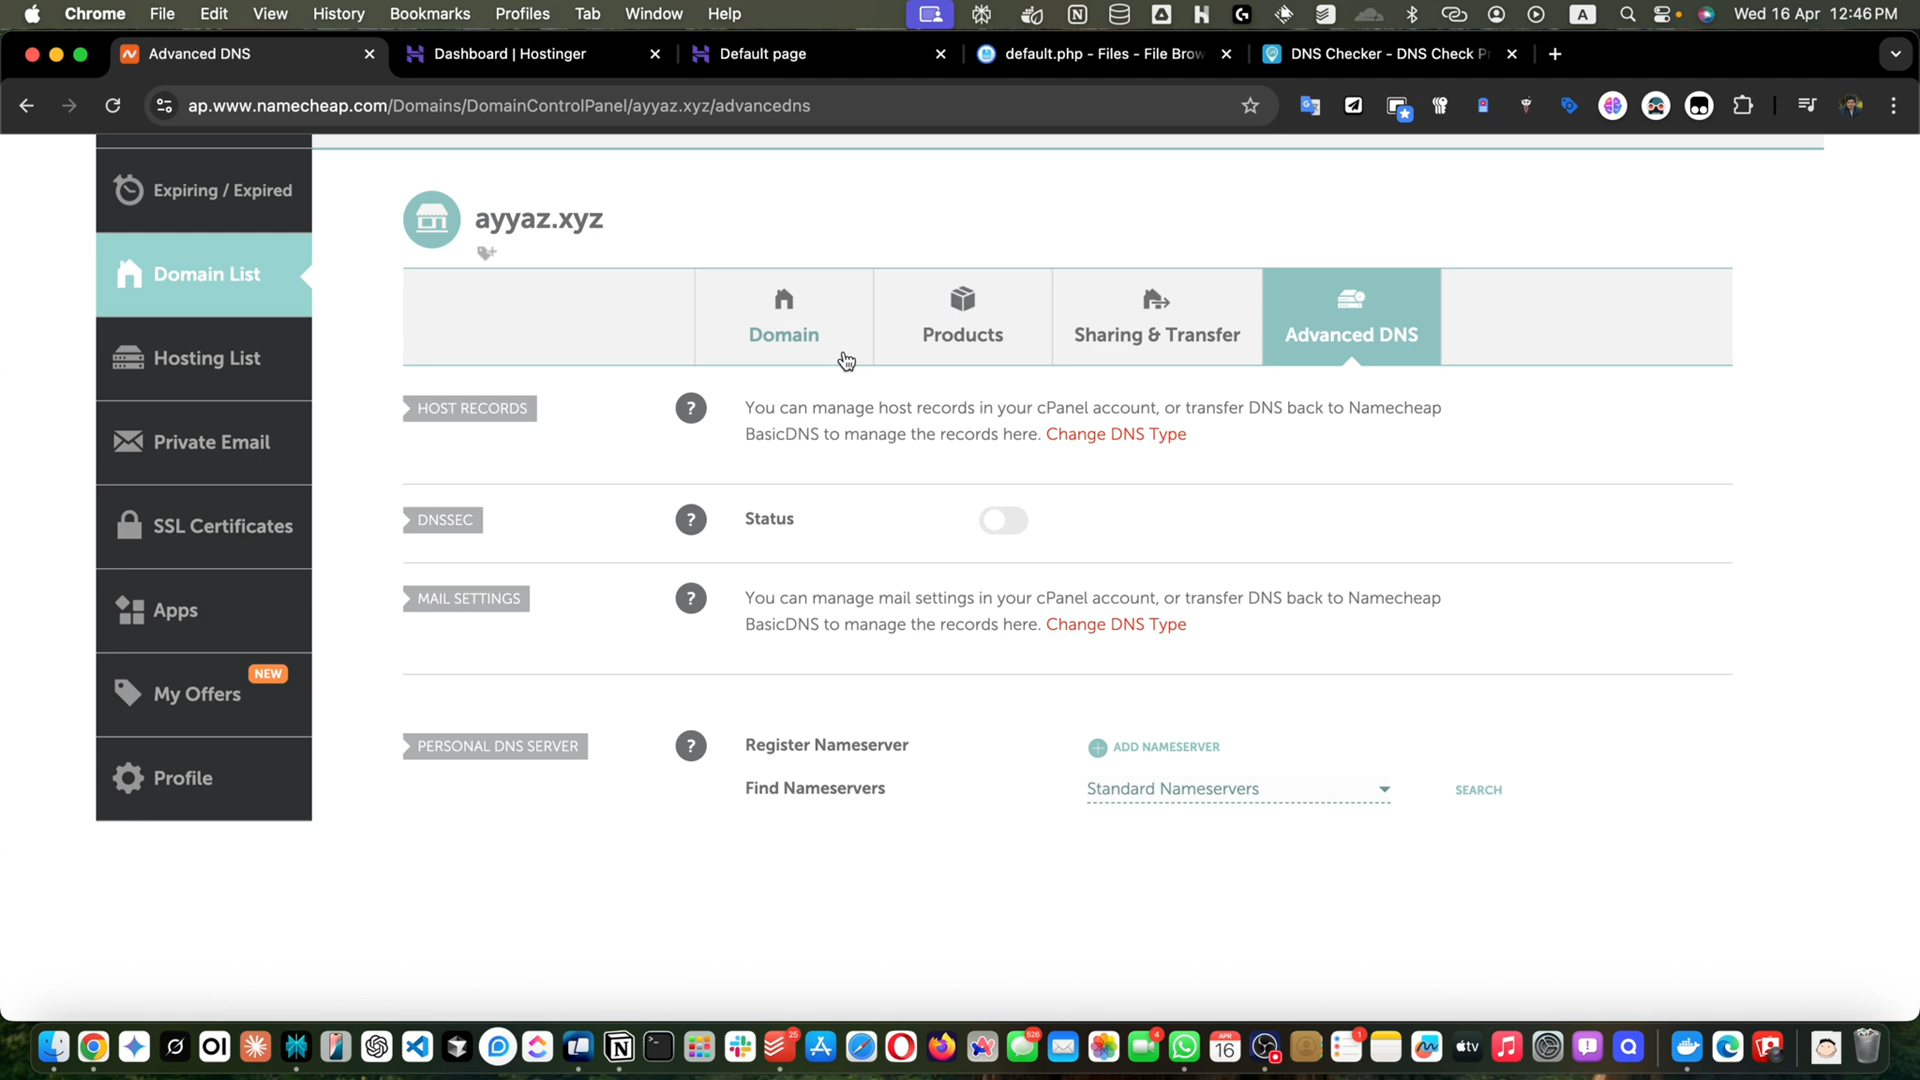 Chrome File Edit View History Bookmarks Profiles Tab Window Help
A
Wed 16 Apr 12:46 PM
Advanced DNS
Dashboard | Hostinger
Default page
default.php - Files - File Brow
DNS Checker - DNS Check Pr
ap.www.namecheap.com/Domains/DomainControlPanel/ayyaz.xyz/advancedns
Expiring / Expired
Domain List
Hosting List
Private Email
SSL Certificates
Apps
NEW
My Offers
Profile
ayyaz.xyz
Domain
Products
Sharing & Transfer
Advanced DNS
HOST RECORDS
?
You can manage host records in your cPanel account, or transfer DNS back to Namecheap
BasicDNS to manage the records here. Change DNS Type
DNSSEC
?
Status
MAIL SETTINGS
?
You can manage mail settings in your cPanel account, or transfer DNS back to Namecheap
BasicDNS to manage the records here. Change DNS Type
PERSONAL DNS SERVER
?
Register Nameserver
ADD NAMESERVER
Find Nameservers
Standard Nameservers
SEARCH